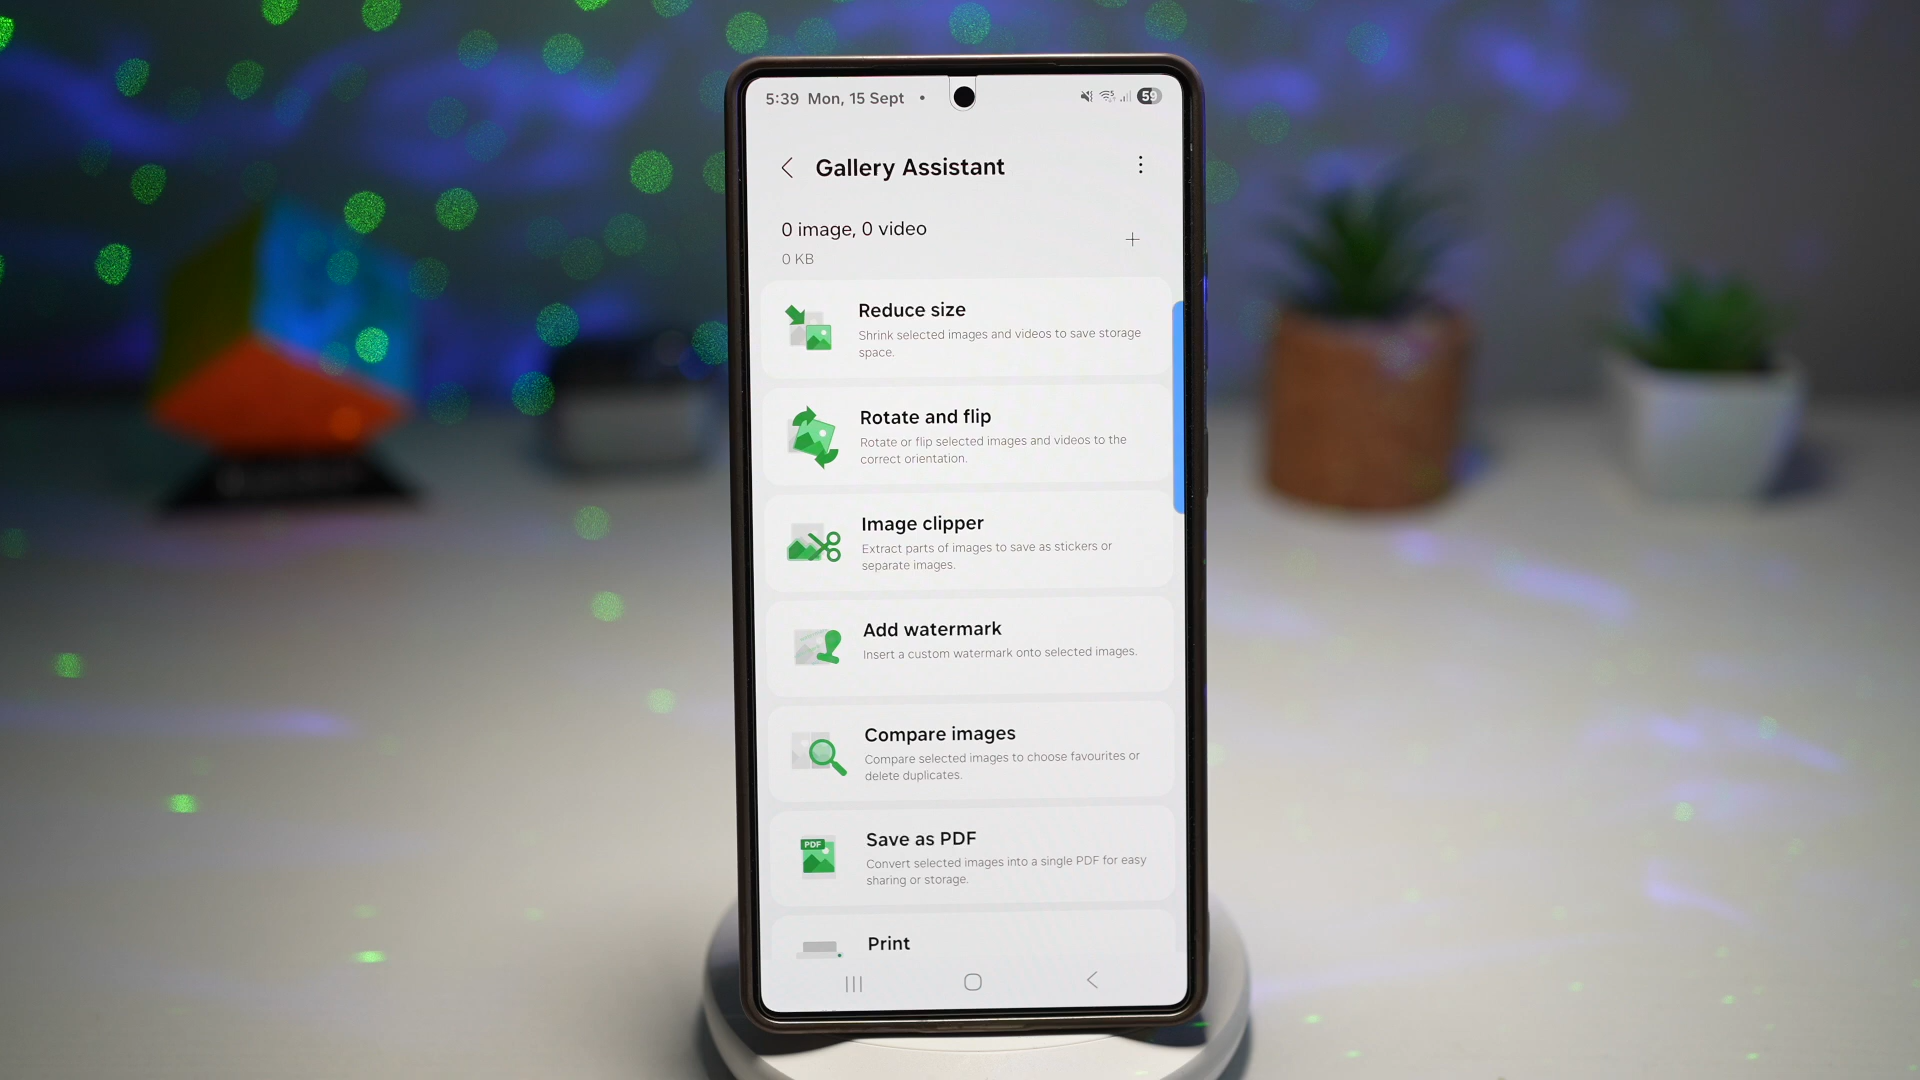 5:39 Mon, 15 Sept •
59
Gallery Assistant
0 image, 0 video
0 KB
Reduce size
Shrink selected images and videos to save storage
space.
Rotate and flip
Rotate or flip selected images and videos to the
correct orientation.
Image clipper
Extract parts of images to save as stickers or
separate images.
Add watermark
Insert a custom watermark onto selected images.
Compare images
Compare selected images to choose favourites or
delete duplicates.
PDF
Save as PDF
Convert selected images into a single PDF for easy
sharing or storage.
Print